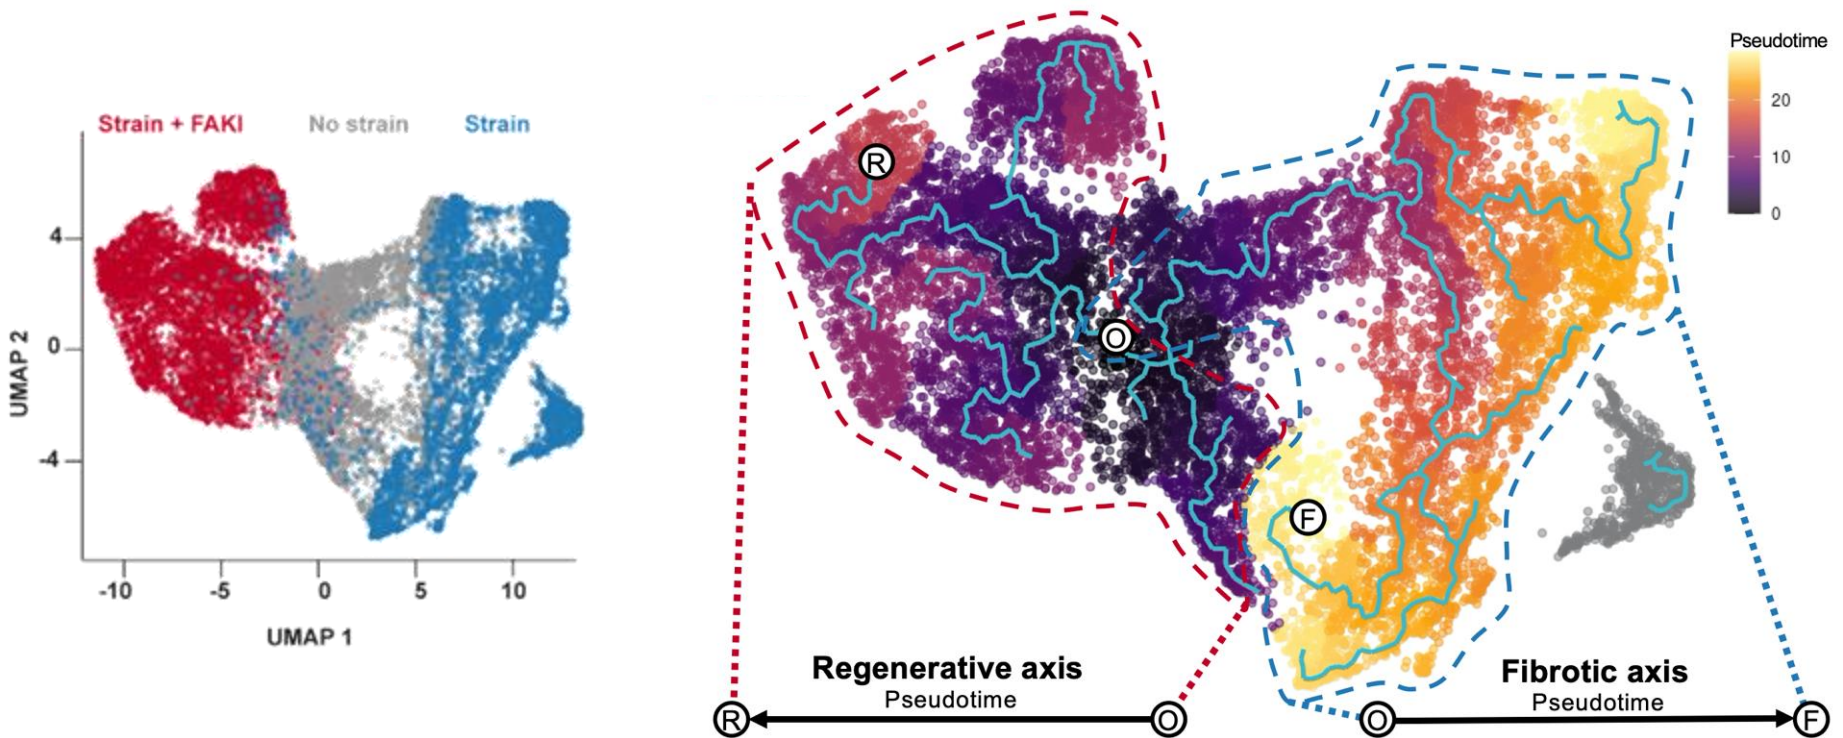 Strain + FAKI No strain Strain
4
0
-4
UMAP 2
-10 -5 0 5 10
UMAP 1
Pseudotime
20
10
0
R
O
F
Regenerative axis
Pseudotime
R O
Fibrotic axis
Pseudotime
O F